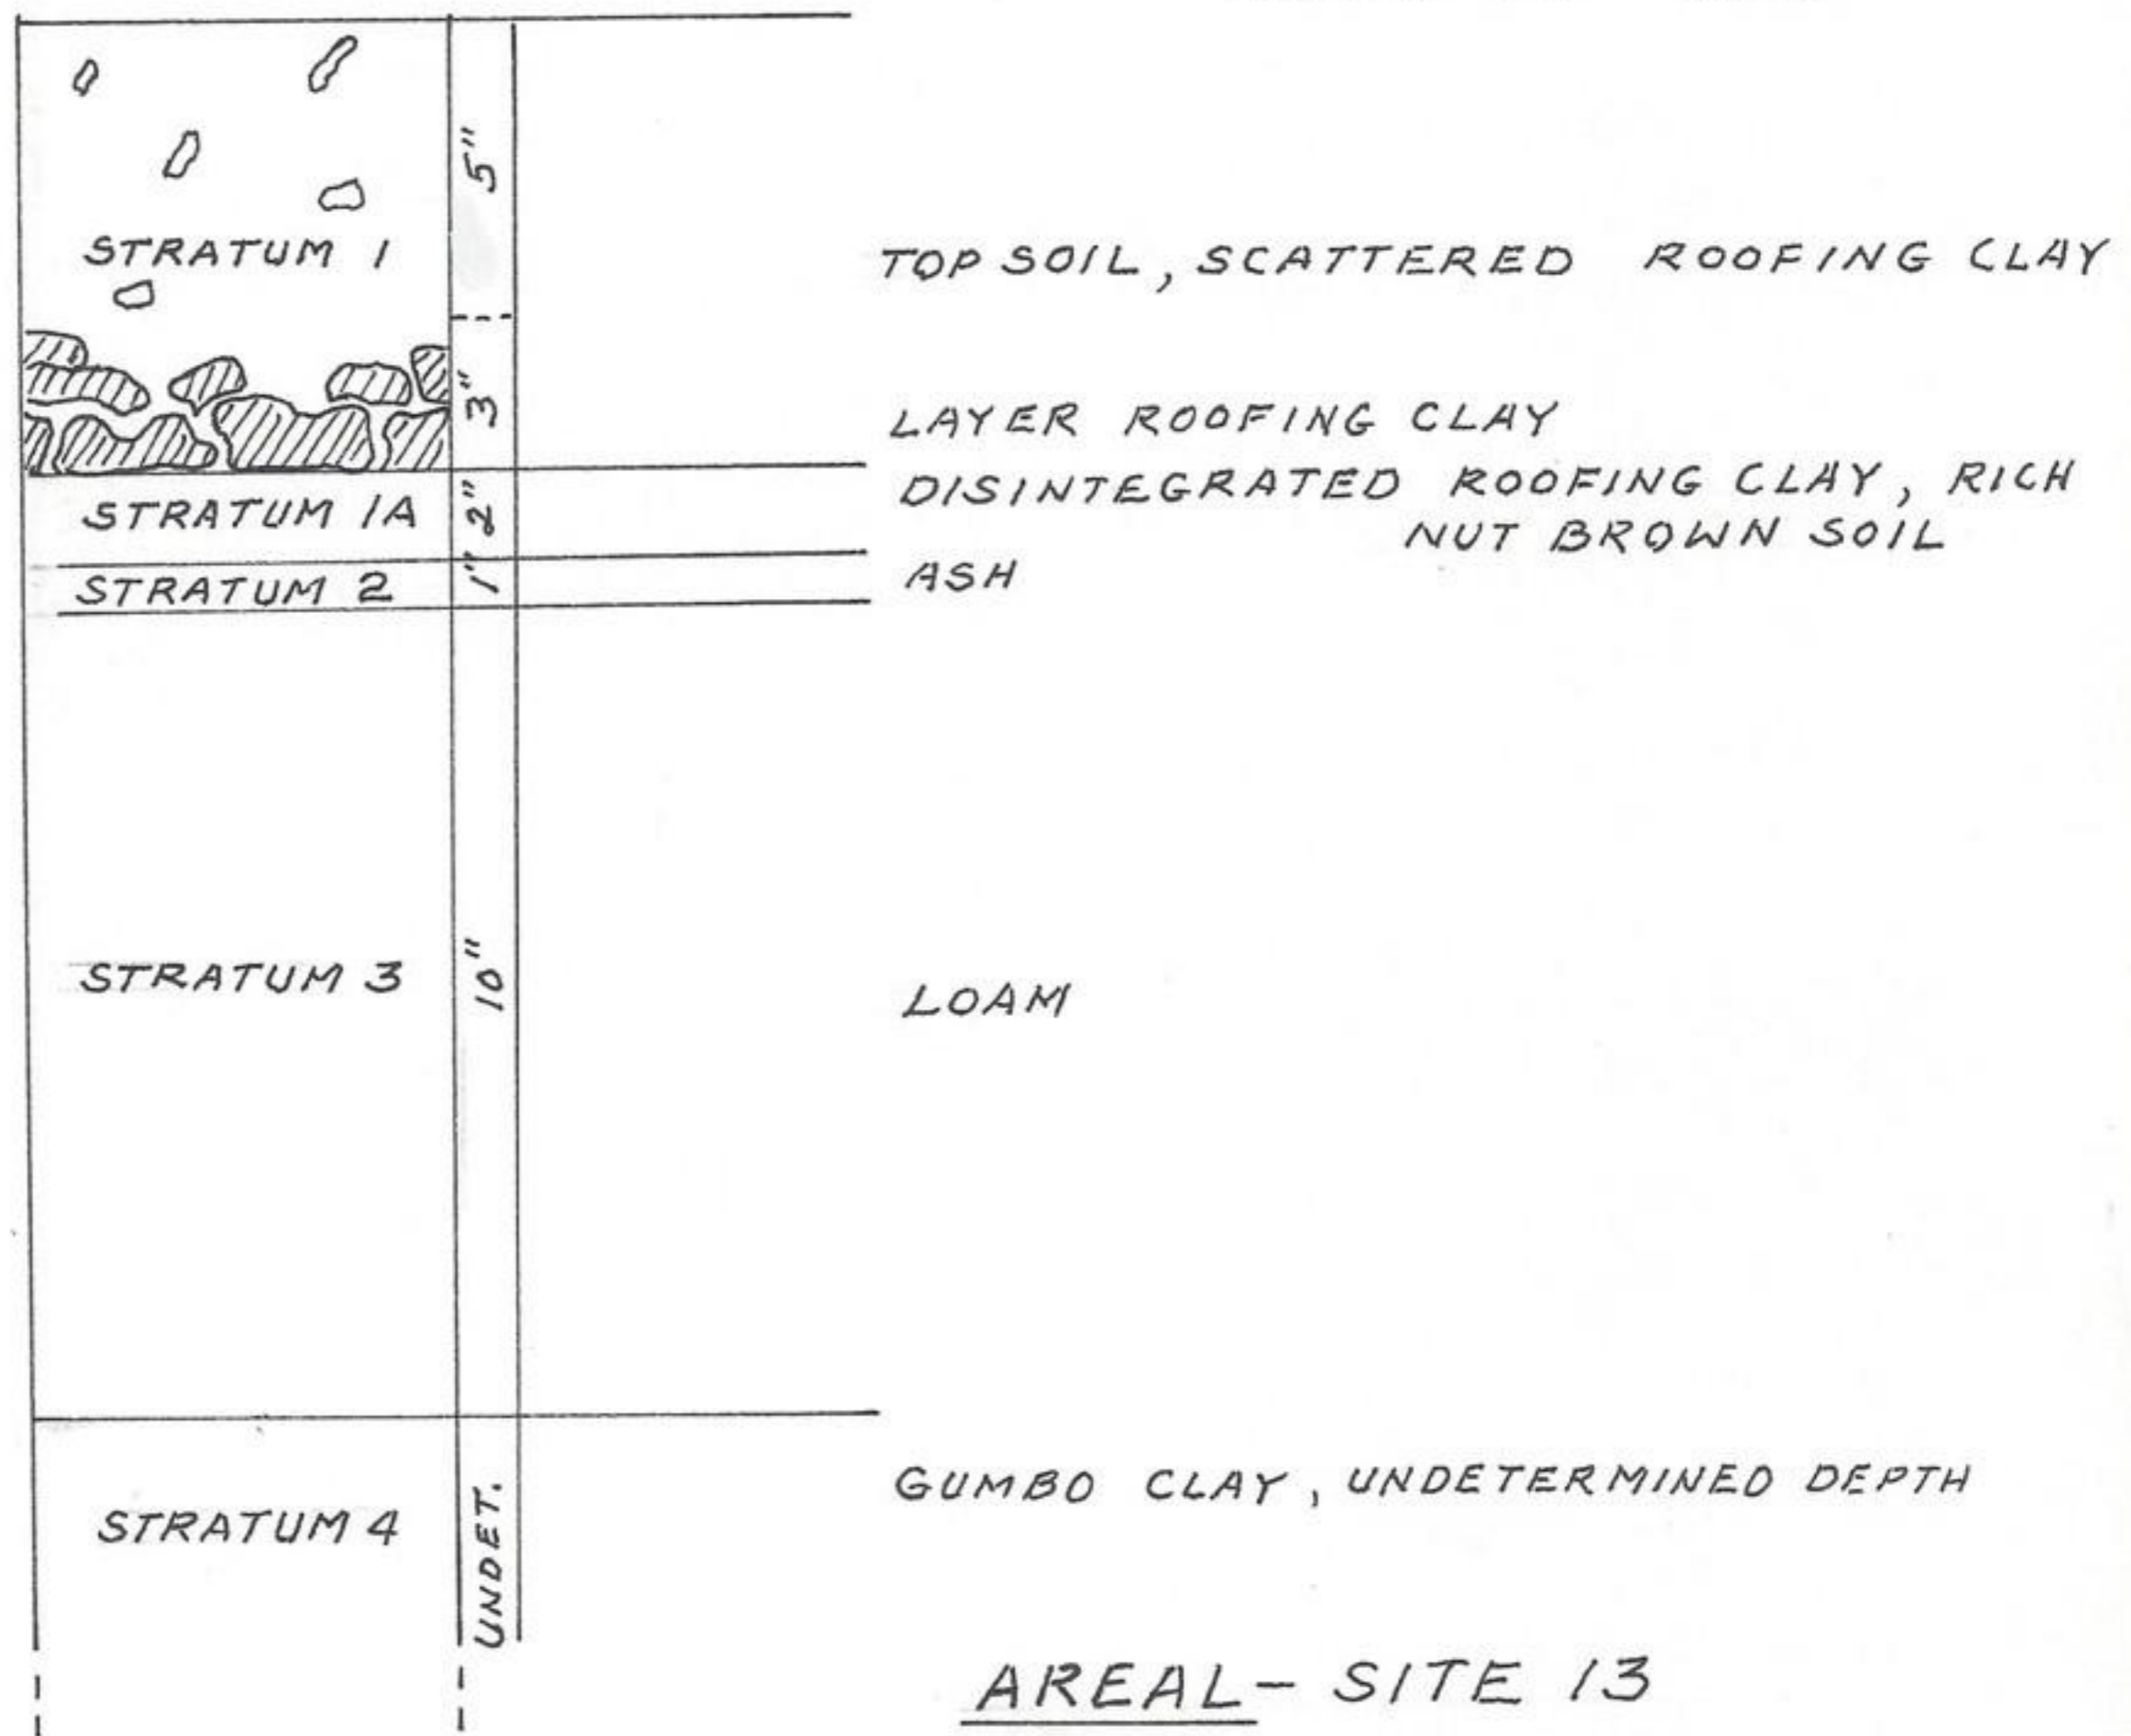 5"
STRATUM 1
TOP SOIL, SCATTERED ROOFING CLAY
3"
LAYER ROOFING CLAY
STRATUM 1A
2"
DISINTEGRATED ROOFING CLAY, RICH
NUT BROWN SOIL
STRATUM 2
1"
ASH
STRATUM 3
10"
LOAM
STRATUM 4
UNDET.
GUMBO CLAY, UNDETERMINED DEPTH
AREAL - SITE 13